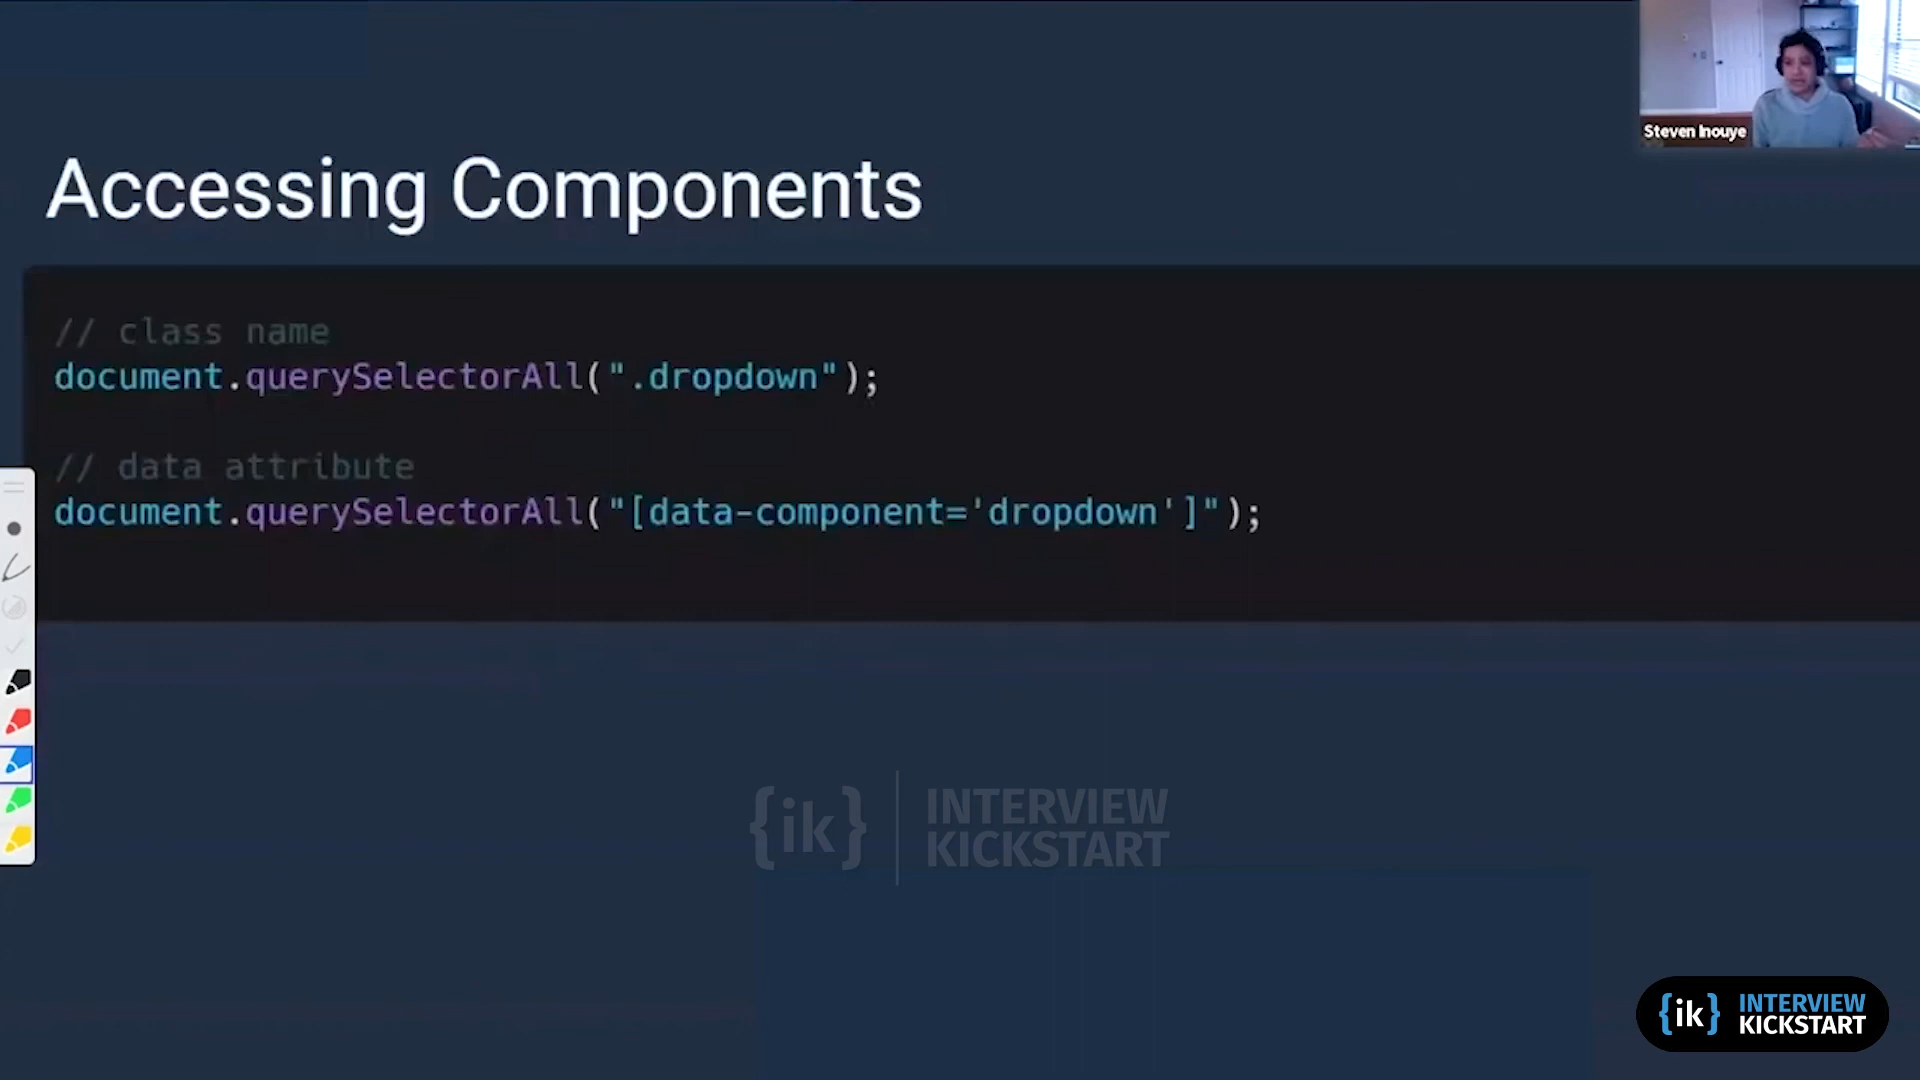 Steven Inouye
Accessing Components
// class name
document.querySelectorAll(".dropdown");
// data attribute
document.querySelectorAll("[data-component='dropdown']");
{ik} INTERVIEW
KICKSTART
{ik} INTERVIEW
KICKSTART